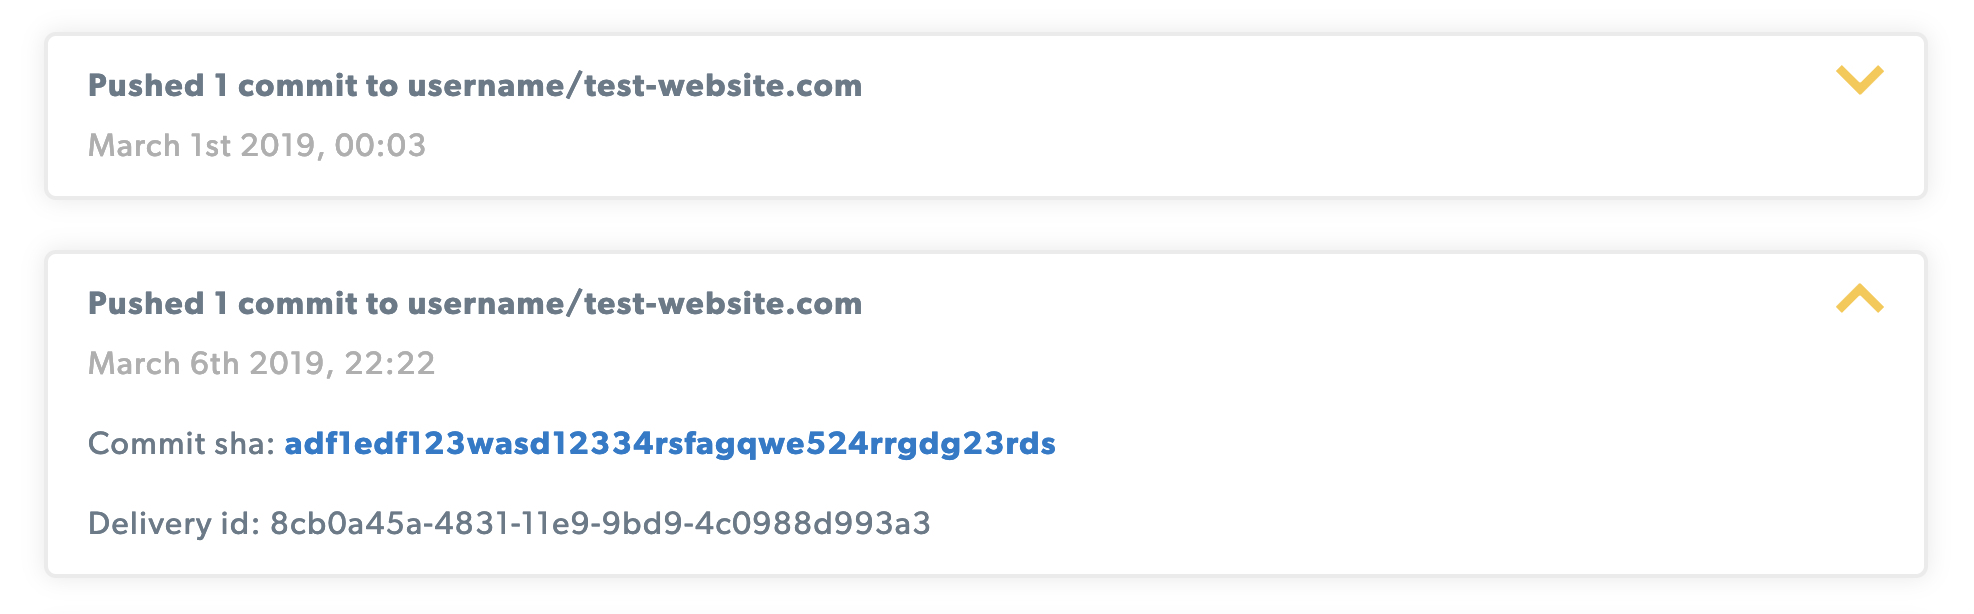 Pushed 1 commit to username/test-website.com
March 1st 2019, 00:03
Pushed 1 commit to username/test-website.com
March 6th 2019, 22:22
Commit sha: adf1edf123wasd12334rsfagqwe524rrgdg23rds
Delivery id: 8cb0a45a-4831-11e9-9bd9-4c0988d993a3